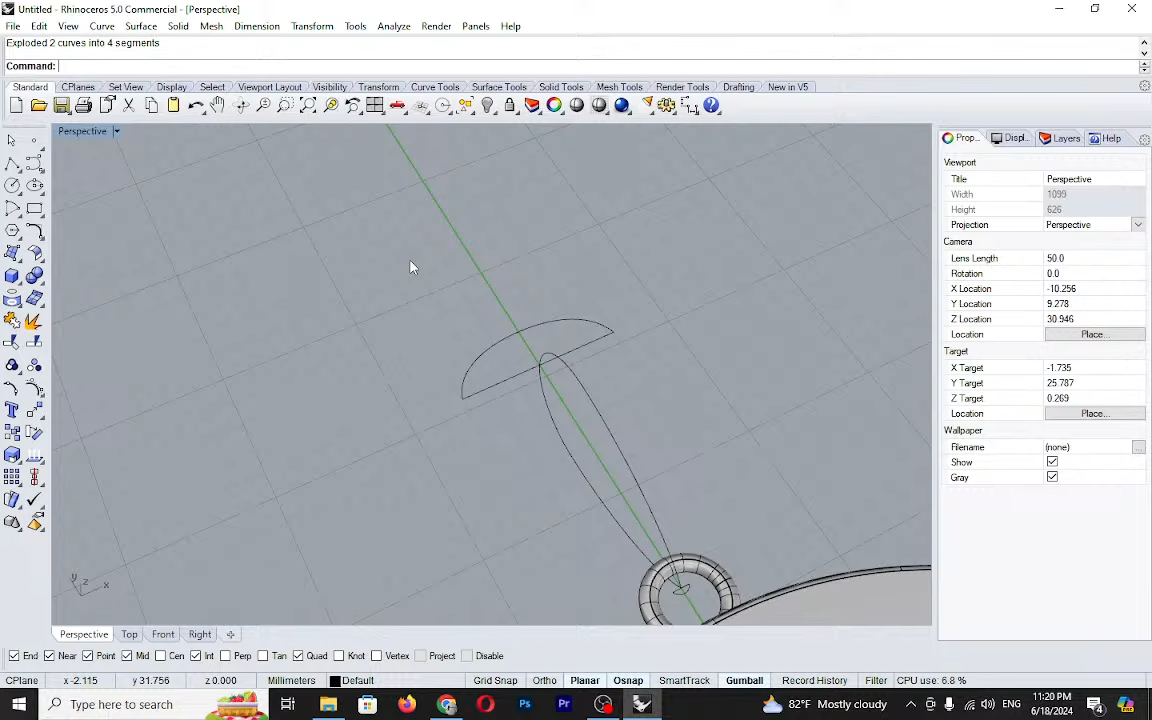 Untitled - Rhinoceros 5.0 Commercial - [Perspective]
File Edit View Curve Surface Solid Mesh Dimension Transform Tools Analyze Render Panels Help
Exploded 2 curves into 4 segments
Command:
Standard CPlanes Set View Display Select Viewport Layout Visibility Transform Curve Tools Surface Tools Solid Tools Mesh Tools Render Tools Drafting New in V5
Perspective
Prop... Displ... Layers Help
Viewport
Title Perspective
Width 1099
Height 626
Projection Perspective
Camera
Lens Length 50.0
Rotation 0.0
X Location -10.256
Y Location 9.278
Z Location 30.946
Location Place...
Target
X Target -1.735
Y Target 25.787
Z Target 0.269
Location Place...
Wallpaper
Filename (none) ...
Show
Gray
y z x
Perspective Top Front Right
End Near Point Mid Cen Int Perp Tan Quad Knot Vertex Project Disable
CPlane x -2.115 y 31.756 z 0.000 Millimeters Default Grid Snap Ortho Planar Osnap SmartTrack Gumball Record History Filter CPU use: 6.8 %
Type here to search
Ps Pr
82°F Mostly cloudy
ENG
11:20 PM
6/18/2024
4